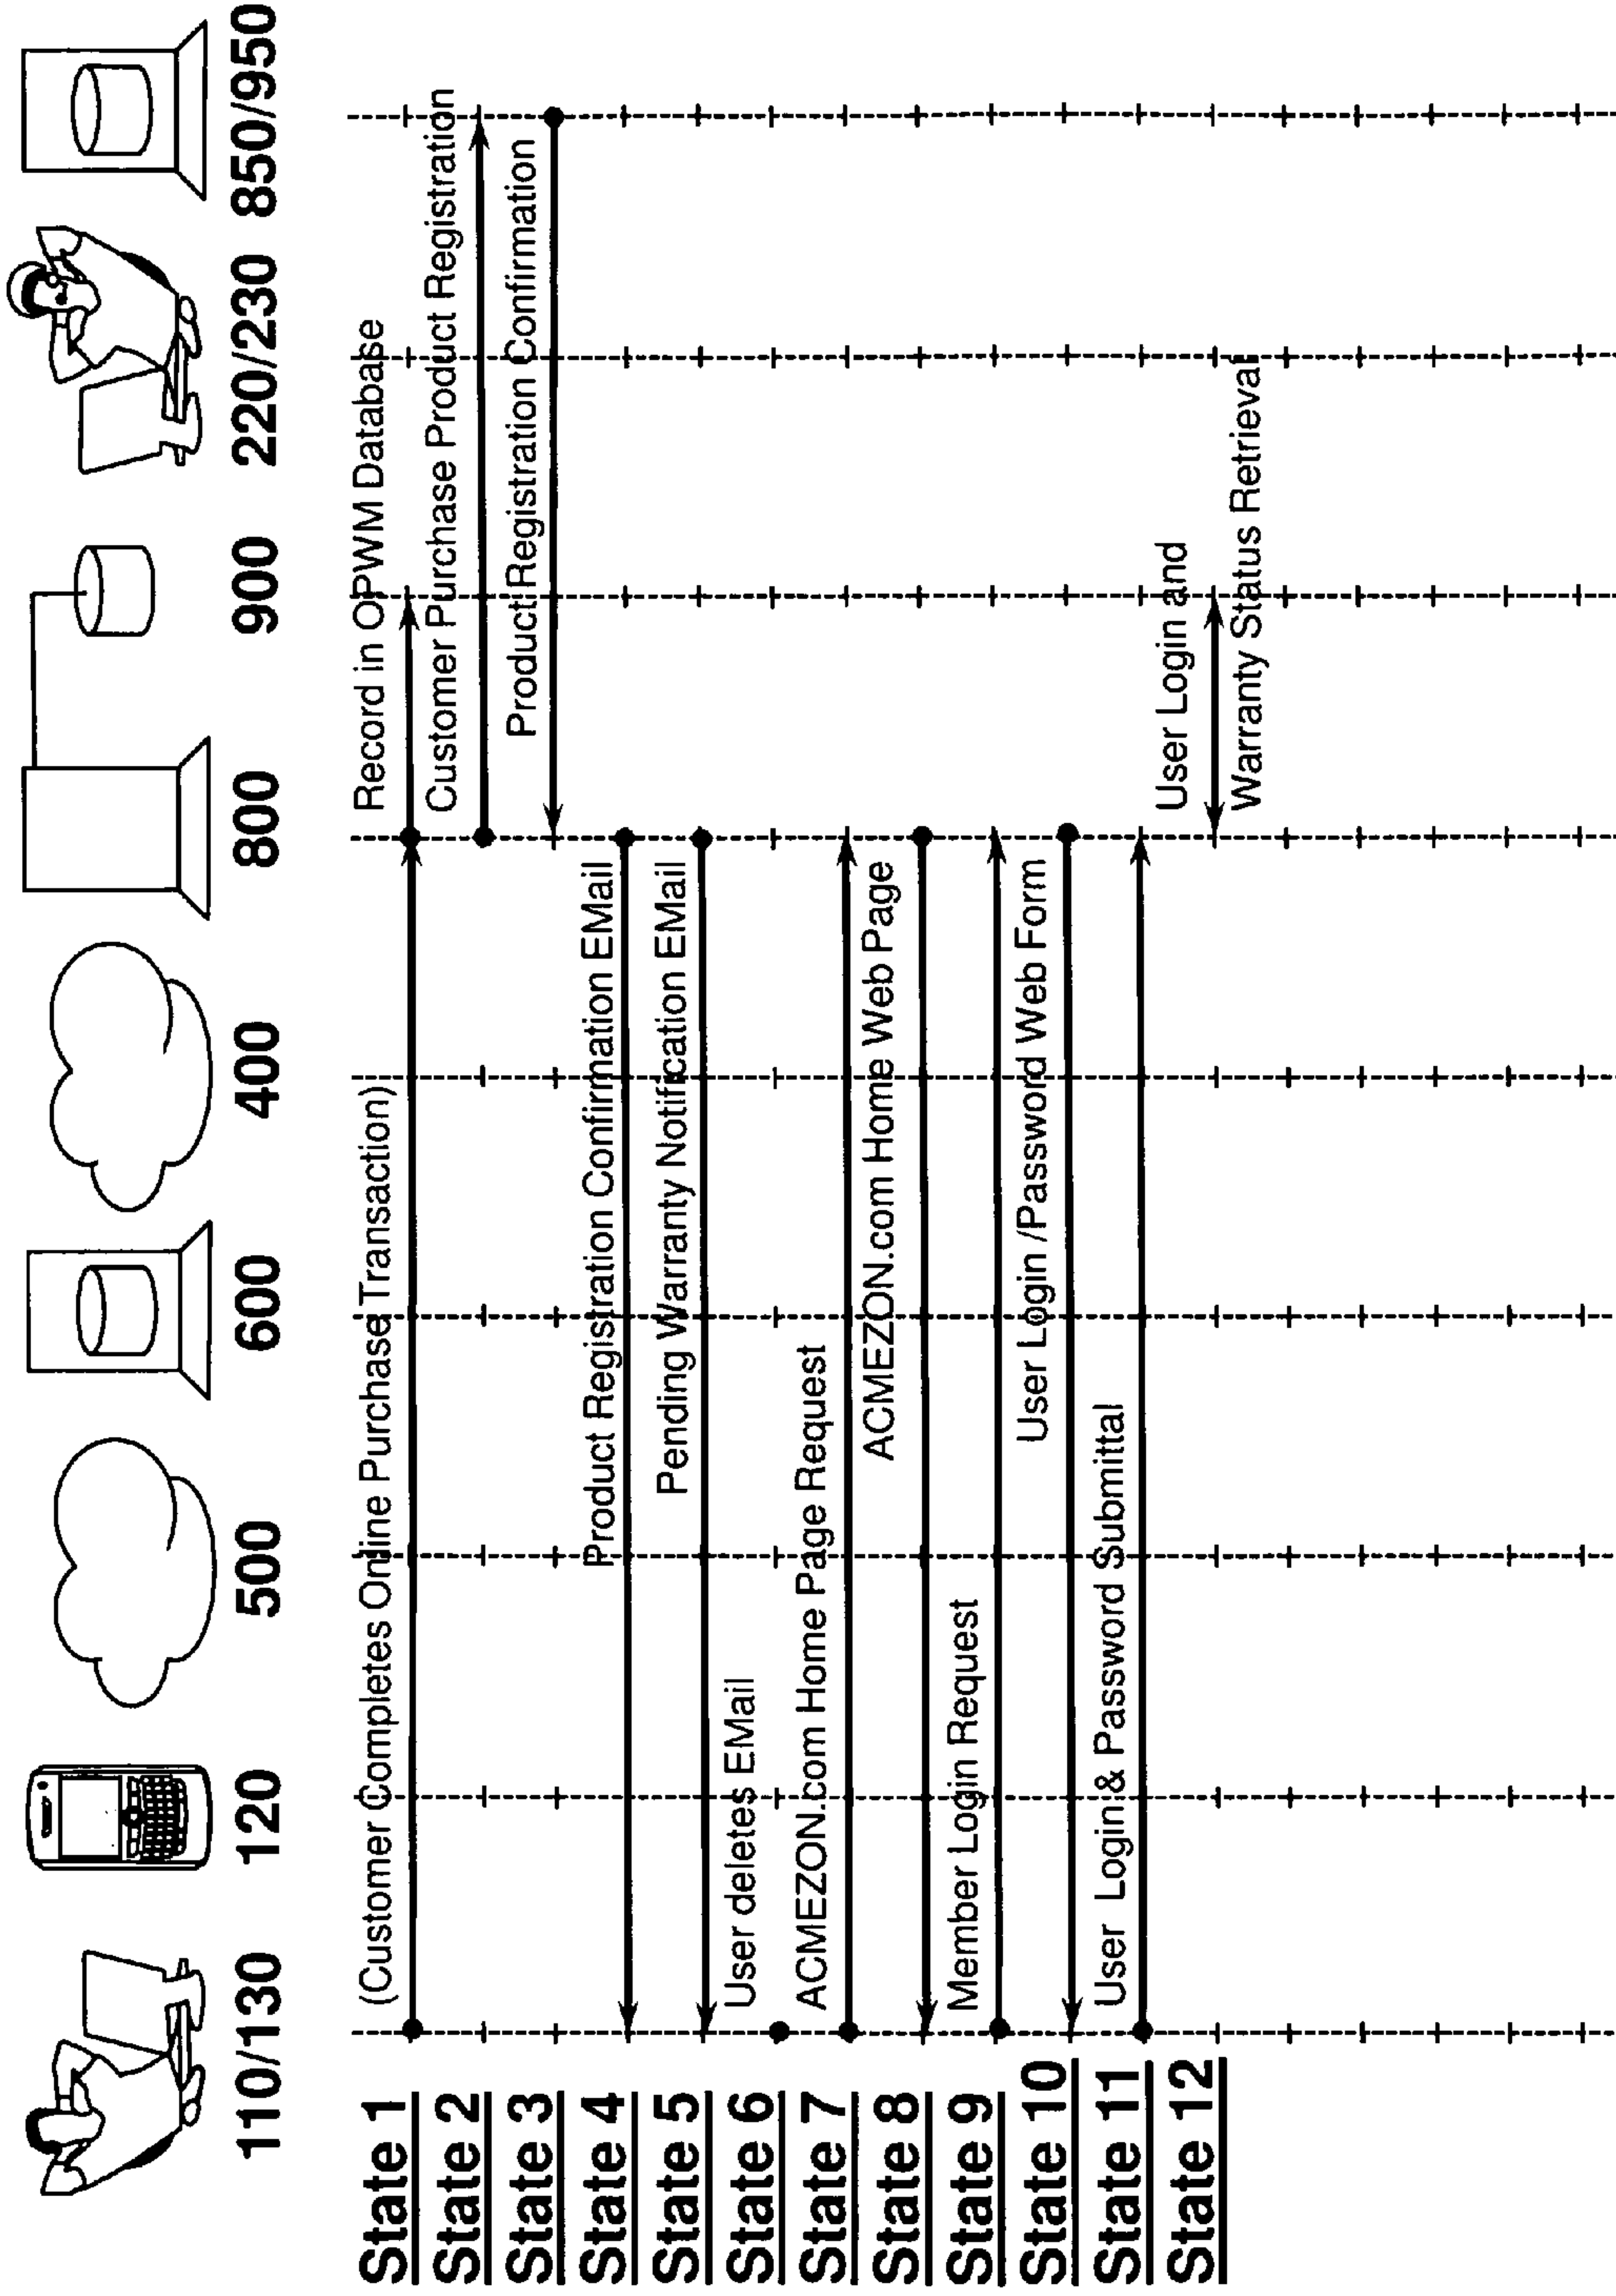 110/130
120
500
600
400
800
900
220/230
850/950
State 1
(Customer Completes Online Purchase Transaction)
Record in OPWM Database
State 2
Customer Purchase Product Registration
State 3
Product Registration Confirmation
State 4
Product Registration Confirmation EMail
State 5
Pending Warranty Notification EMail
State 6
User deletes EMail
State 7
ACMEZON.com Home Page Request
State 8
ACMEZON.com Home Web Page
State 9
Member Login Request
State 10
User Login /Password Web Form
State 11
User Login & Password Submittal
State 12
User Login and
Warranty Status Retrieval